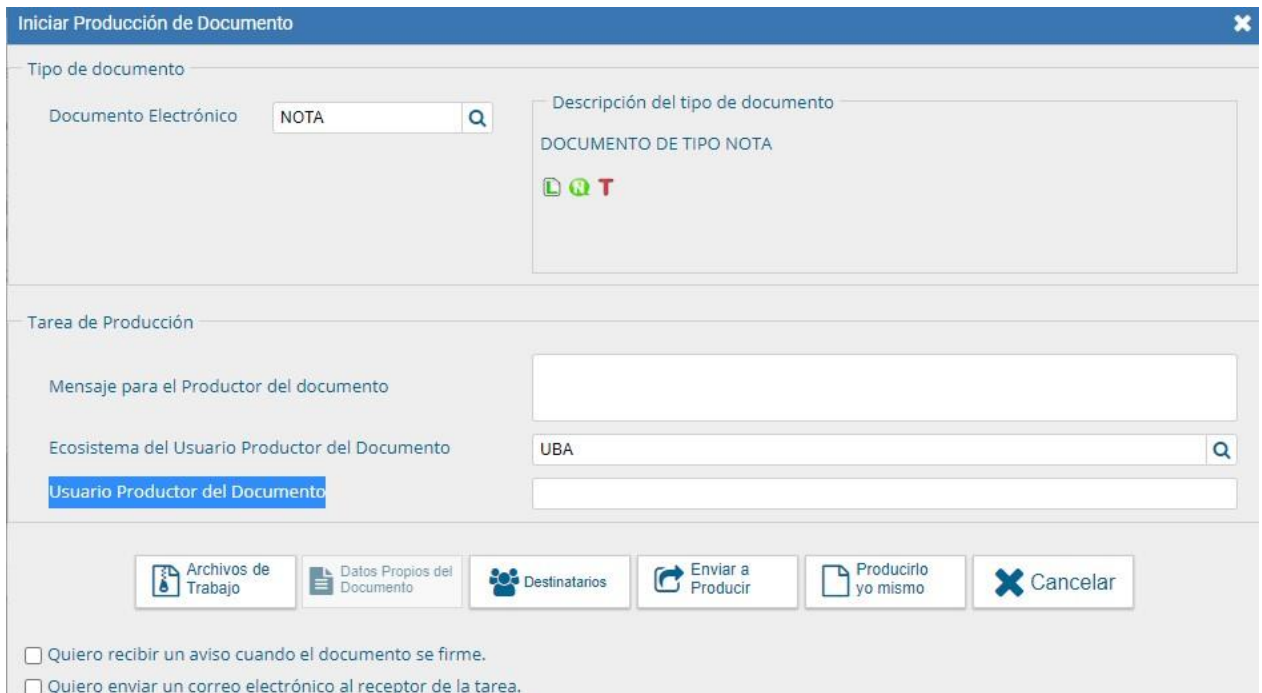 Iniciar Producción de Documento
Tipo de documento
Documento Electrónico
NOTA
Descripción del tipo de documento
DOCUMENTO DE TIPO NOTA
L N T
Tarea de Producción
Mensaje para el Productor del documento
Ecosistema del Usuario Productor del Documento
UBA
Usuario Productor del Documento
Archivos de
Trabajo
Datos Propios del
Documento
Destinatarios
Enviar a
Producir
Producirlo
yo mismo
Cancelar
Quiero recibir un aviso cuando el documento se firme.
Quiero enviar un correo electrónico al receptor de la tarea.